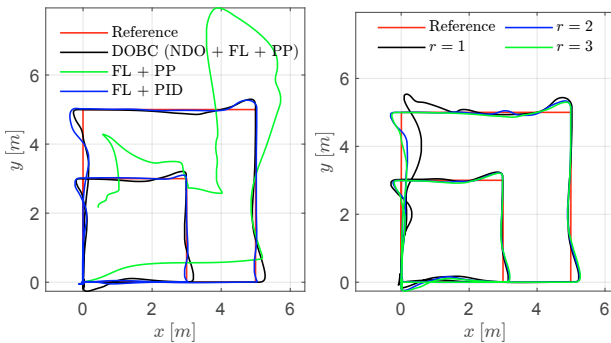 Reference
DOBC (NDO + FL + PP)
FL + PP
FL + PID
y [m]
6
4
2
0
0 2 4 6
x [m]
Reference r = 2
r = 1 r = 3
y [m]
6
4
2
0
0 2 4 6
x [m]